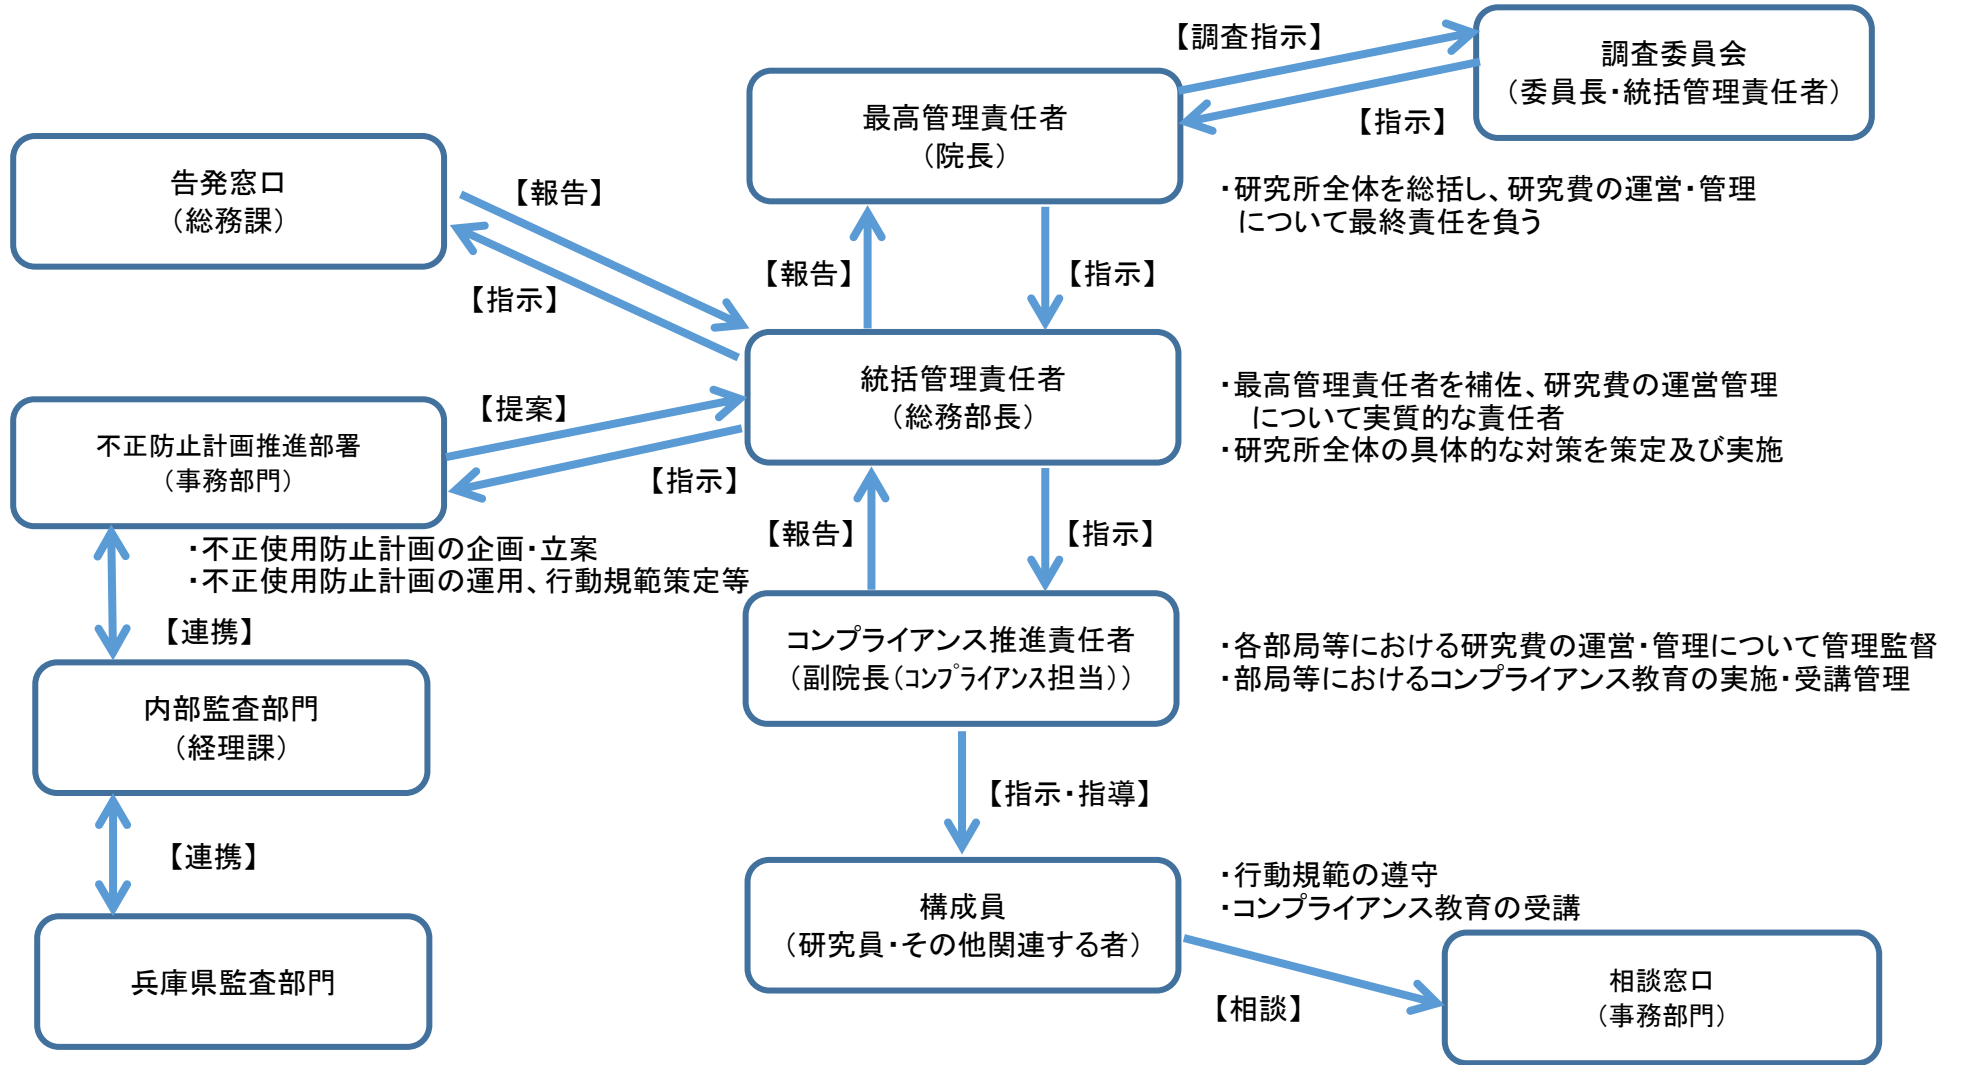 【調査指示】
調査委員会
（委員長・統括管理責任者）
【指示】
最高管理責任者
（院長）
・研究所全体を総括し、研究費の運営・管理
について最終責任を負う
告発窓口
（総務課）
【報告】
【指示】
【報告】
【指示】
統括管理責任者
（総務部長）
・最高管理責任者を補佐、研究費の運営管理
について実質的な責任者
・研究所全体の具体的な対策を策定及び実施
【提案】
【指示】
不正防止計画推進部署
（事務部門）
・不正使用防止計画の企画・立案
・不正使用防止計画の運用、行動規範策定等
【報告】
【指示】
【連携】
コンプライアンス推進責任者
（副院長（ｺﾝﾌﾟﾗｲｱﾝｽ担当））
・各部局等における研究費の運営・管理について管理監督
・部局等におけるコンプライアンス教育の実施・受講管理
内部監査部門
（経理課）
【指示・指導】
【連携】
構成員
（研究員・その他関連する者）
・行動規範の遵守
・コンプライアンス教育の受講
兵庫県監査部門
【相談】
相談窓口
（事務部門）